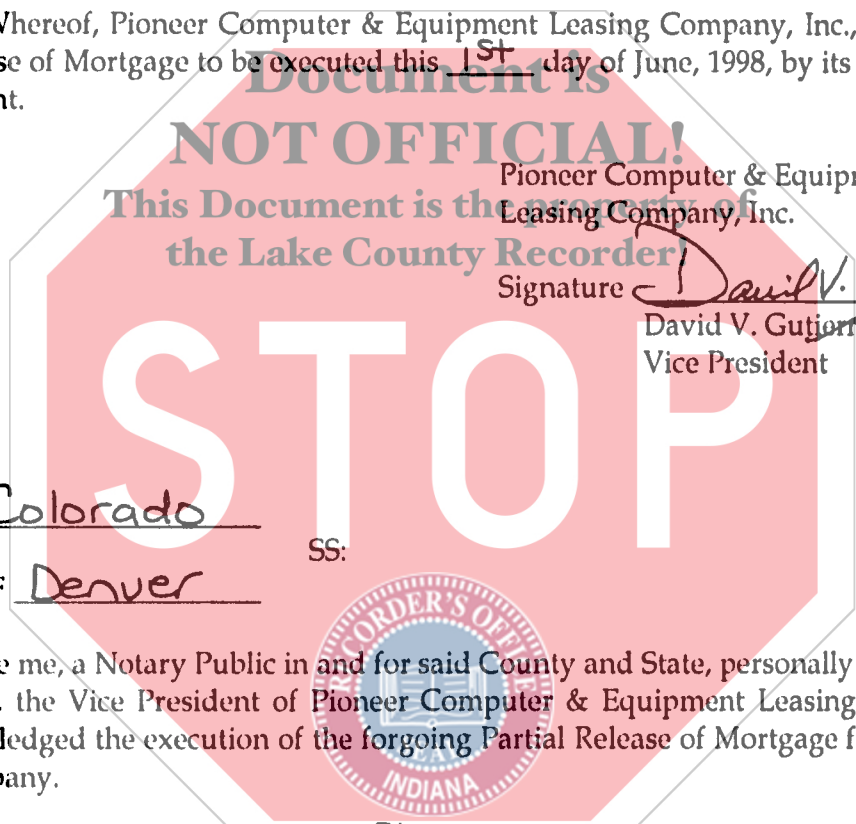 Whereof, Pioneer Computer & Equipment Leasing Company, Inc.,
se of Mortgage to be executed this 1st day of June, 1998, by its
nt.
Document is
NOT OFFICIAL!
This Document is the property of
the Lake County Recorder!
Pioneer Computer & Equipm
Leasing Company, Inc.
Signature David V.
David V. Gutierr
Vice President
STOP
Colorado
SS:
F Denver
RECORDER'S OFFICE
e me, a Notary Public in and for said County and State, personally
. the Vice President of Pioneer Computer & Equipment Leasing
ledged the execution of the forgoing Partial Release of Mortgage f
pany.
SEAL
INDIANA